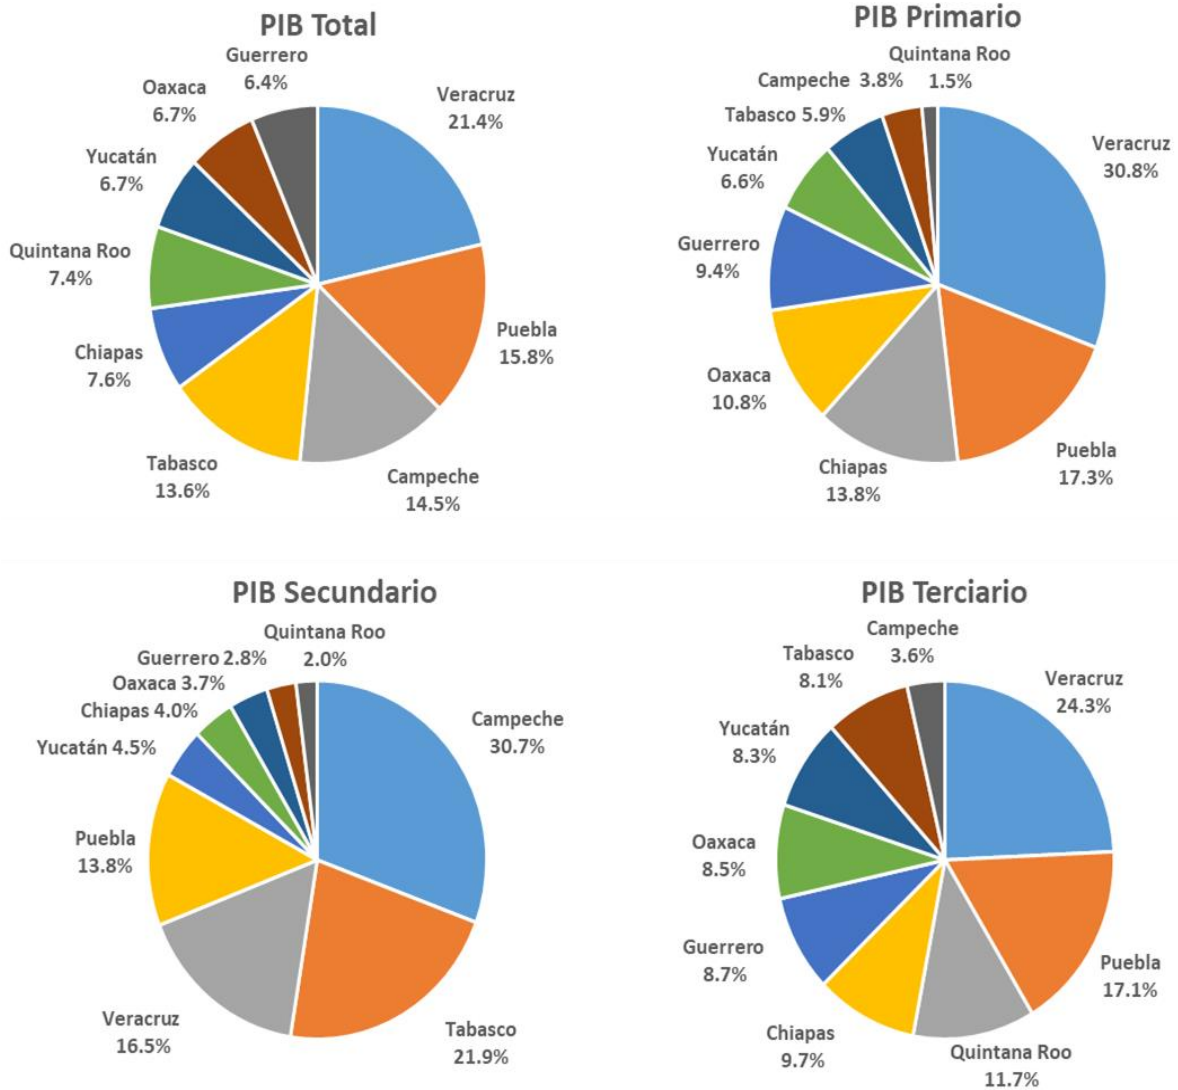 PIB Total
Guerrero
6.4%
Oaxaca
6.7%
Veracruz
21.4%
Yucatán
6.7%
Quintana Roo
7.4%
Puebla
15.8%
Chiapas
7.6%
Tabasco
13.6%
Campeche
14.5%
PIB Primario
Quintana Roo
1.5%
Campeche 3.8%
Tabasco 5.9%
Veracruz
30.8%
Yucatán
6.6%
Guerrero
9.4%
Oaxaca
10.8%
Puebla
17.3%
Chiapas
13.8%
PIB Secundario
Quintana Roo
2.0%
Guerrero 2.8%
Oaxaca 3.7%
Chiapas 4.0%
Campeche
30.7%
Yucatán 4.5%
Puebla
13.8%
Veracruz
16.5%
Tabasco
21.9%
PIB Terciario
Campeche
3.6%
Tabasco
8.1%
Veracruz
24.3%
Yucatán
8.3%
Oaxaca
8.5%
Guerrero
8.7%
Puebla
17.1%
Chiapas
9.7%
Quintana Roo
11.7%